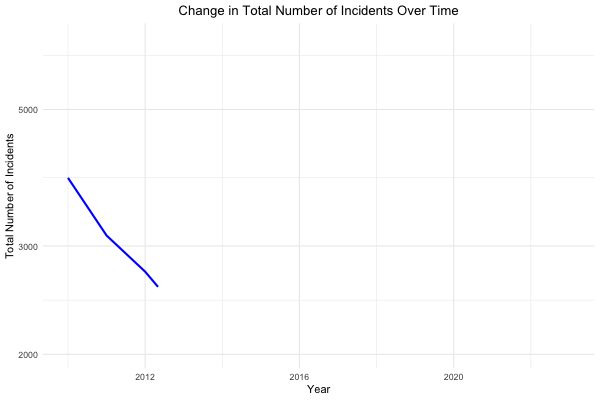 Change in Total Number of Incidents Over Time
Total Number of Incidents
5000
3000
2000
2012
2016
2020
Year